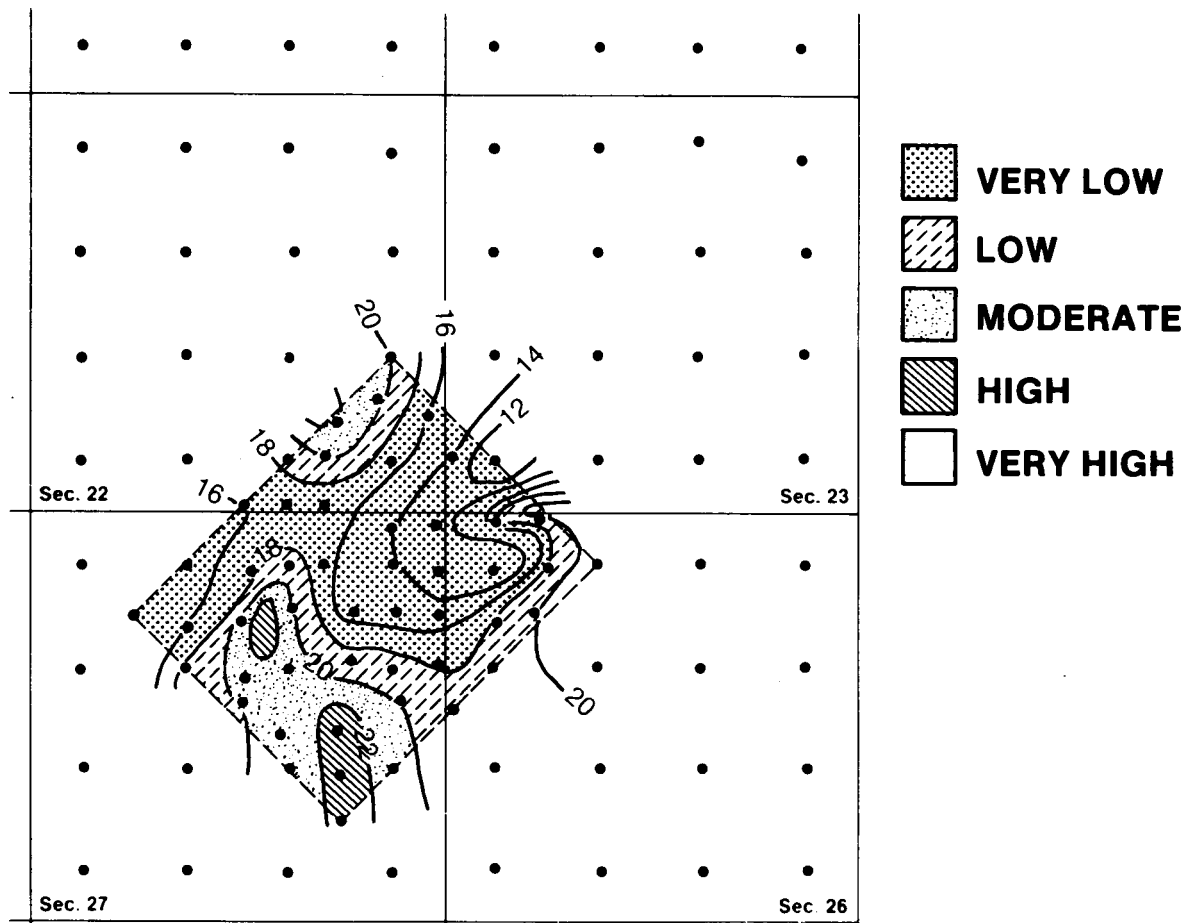 VERY LOW
LOW
MODERATE
HIGH
VERY HIGH
20
16
14
12
18
16
Sec. 22
Sec. 23
18
20
20
22
Sec. 27
Sec. 26